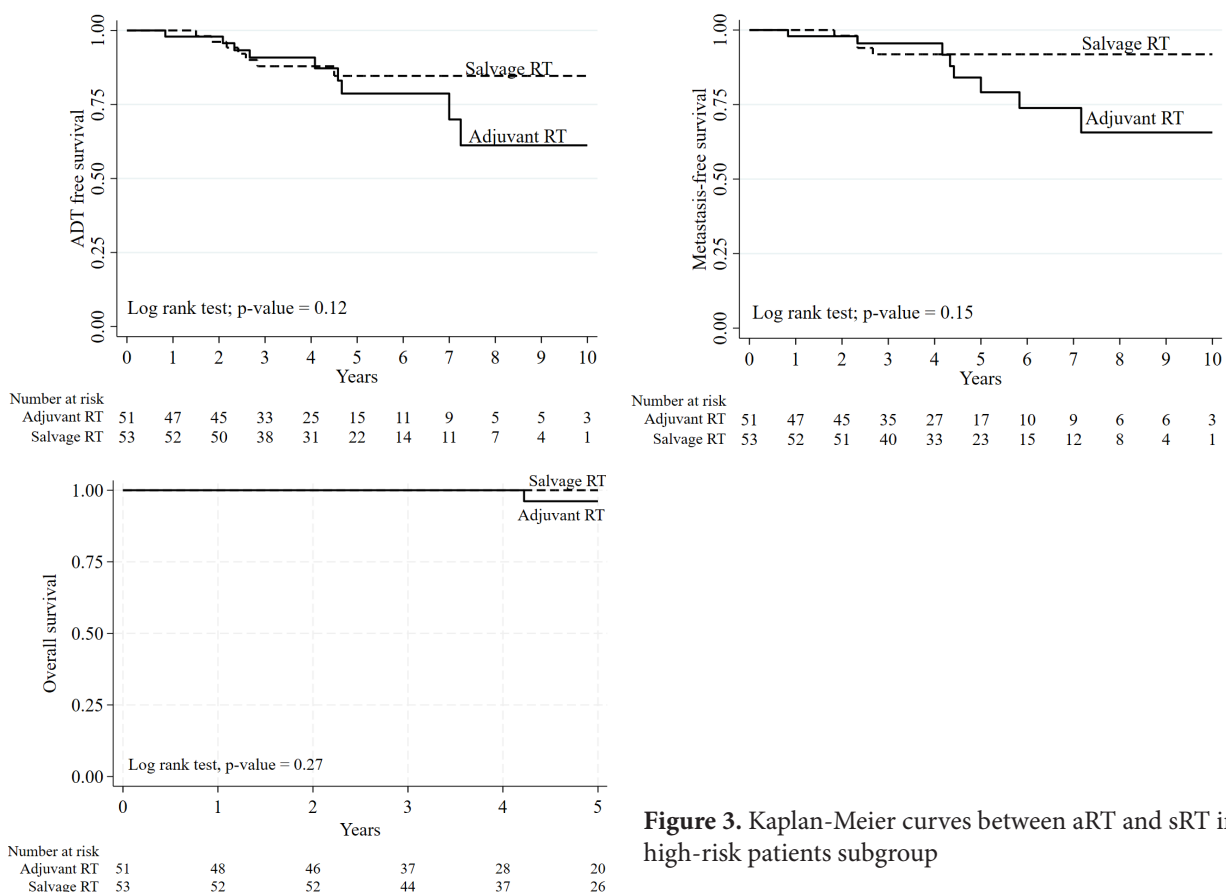 ADT free survival
1.00
0.75
0.50
0.25
0.00
Salvage RT
Adjuvant RT
Log rank test; p-value = 0.12
0 1 2 3 4 5 6 7 8 9 10
Years
Number at risk
Adjuvant RT 51 47 45 33 25 15 11 9 5 5 3
Salvage RT 53 52 50 38 31 22 14 11 7 4 1
Metastasis-free survival
1.00
0.75
0.50
0.25
0.00
Salvage RT
Adjuvant RT
Log rank test; p-value = 0.15
0 1 2 3 4 5 6 7 8 9 10
Years
Number at risk
Adjuvant RT 51 47 45 35 27 17 10 9 6 6 3
Salvage RT 53 52 51 40 33 23 15 12 8 4 1
Overall survival
1.00
0.75
0.50
0.25
0.00
Salvage RT
Adjuvant RT
Log rank test, p-value = 0.27
0 1 2 3 4 5
Years
Number at risk
Adjuvant RT 51 48 46 37 28 20
Salvage RT 53 52 52 44 37 26
Figure 3. Kaplan-Meier curves between aRT and sRT in
high-risk patients subgroup